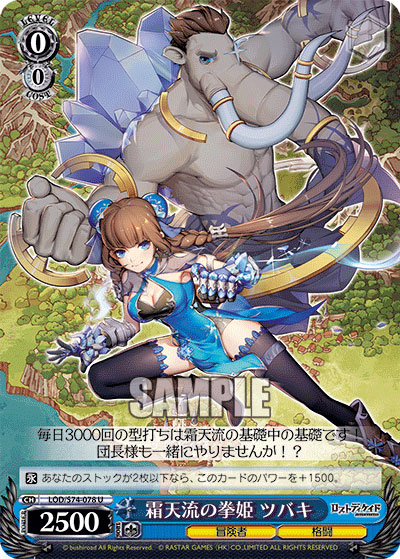 LEVEL
0
0
COST
SAMPLE
毎日3000回の型打ちは霜天流の基礎中の基礎です
団長様も一緒にやりませんか!?
永 あなたのストックが2枚以下なら、このカードのパワーを+1500。
CH LOD/S74-078 U
2500
霜天流の拳姫 ツバキ
ロストディケイド
冒険者 格闘
© bushiroad All Rights Reserved. © RASTAR GAMES (HK) CO.,LIMITED ALL RIGHTS RESERVED.